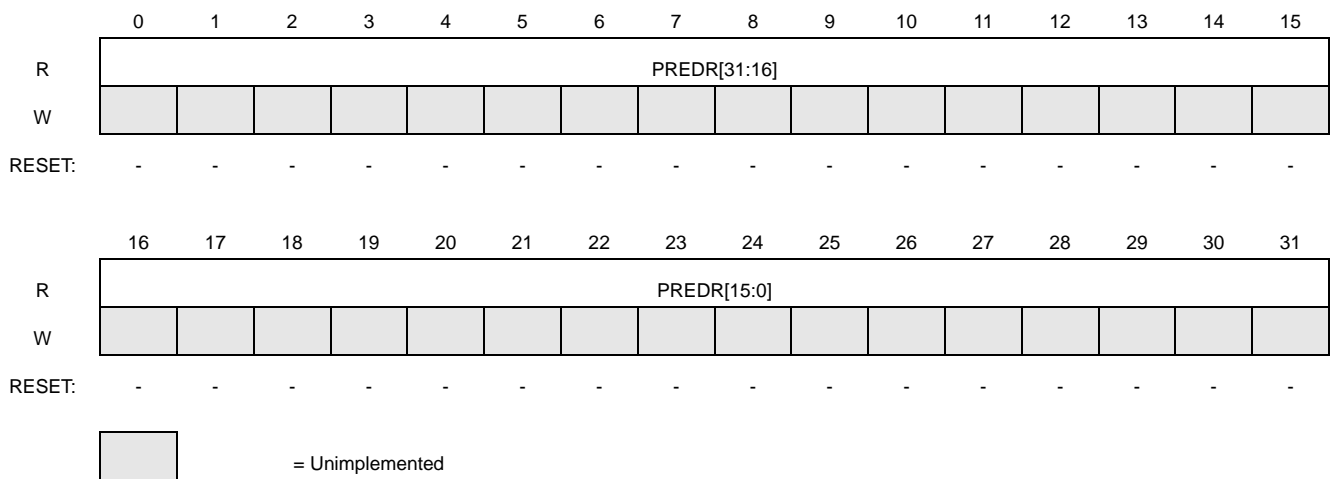 0 1 2 3 4 5 6 7 8 9 10 11 12 13 14 15
R PREDR[31:16]
W
RESET: - - - - - - - - - - - - - - - -
16 17 18 19 20 21 22 23 24 25 26 27 28 29 30 31
R PREDR[15:0]
W
RESET: - - - - - - - - - - - - - - - -
= Unimplemented